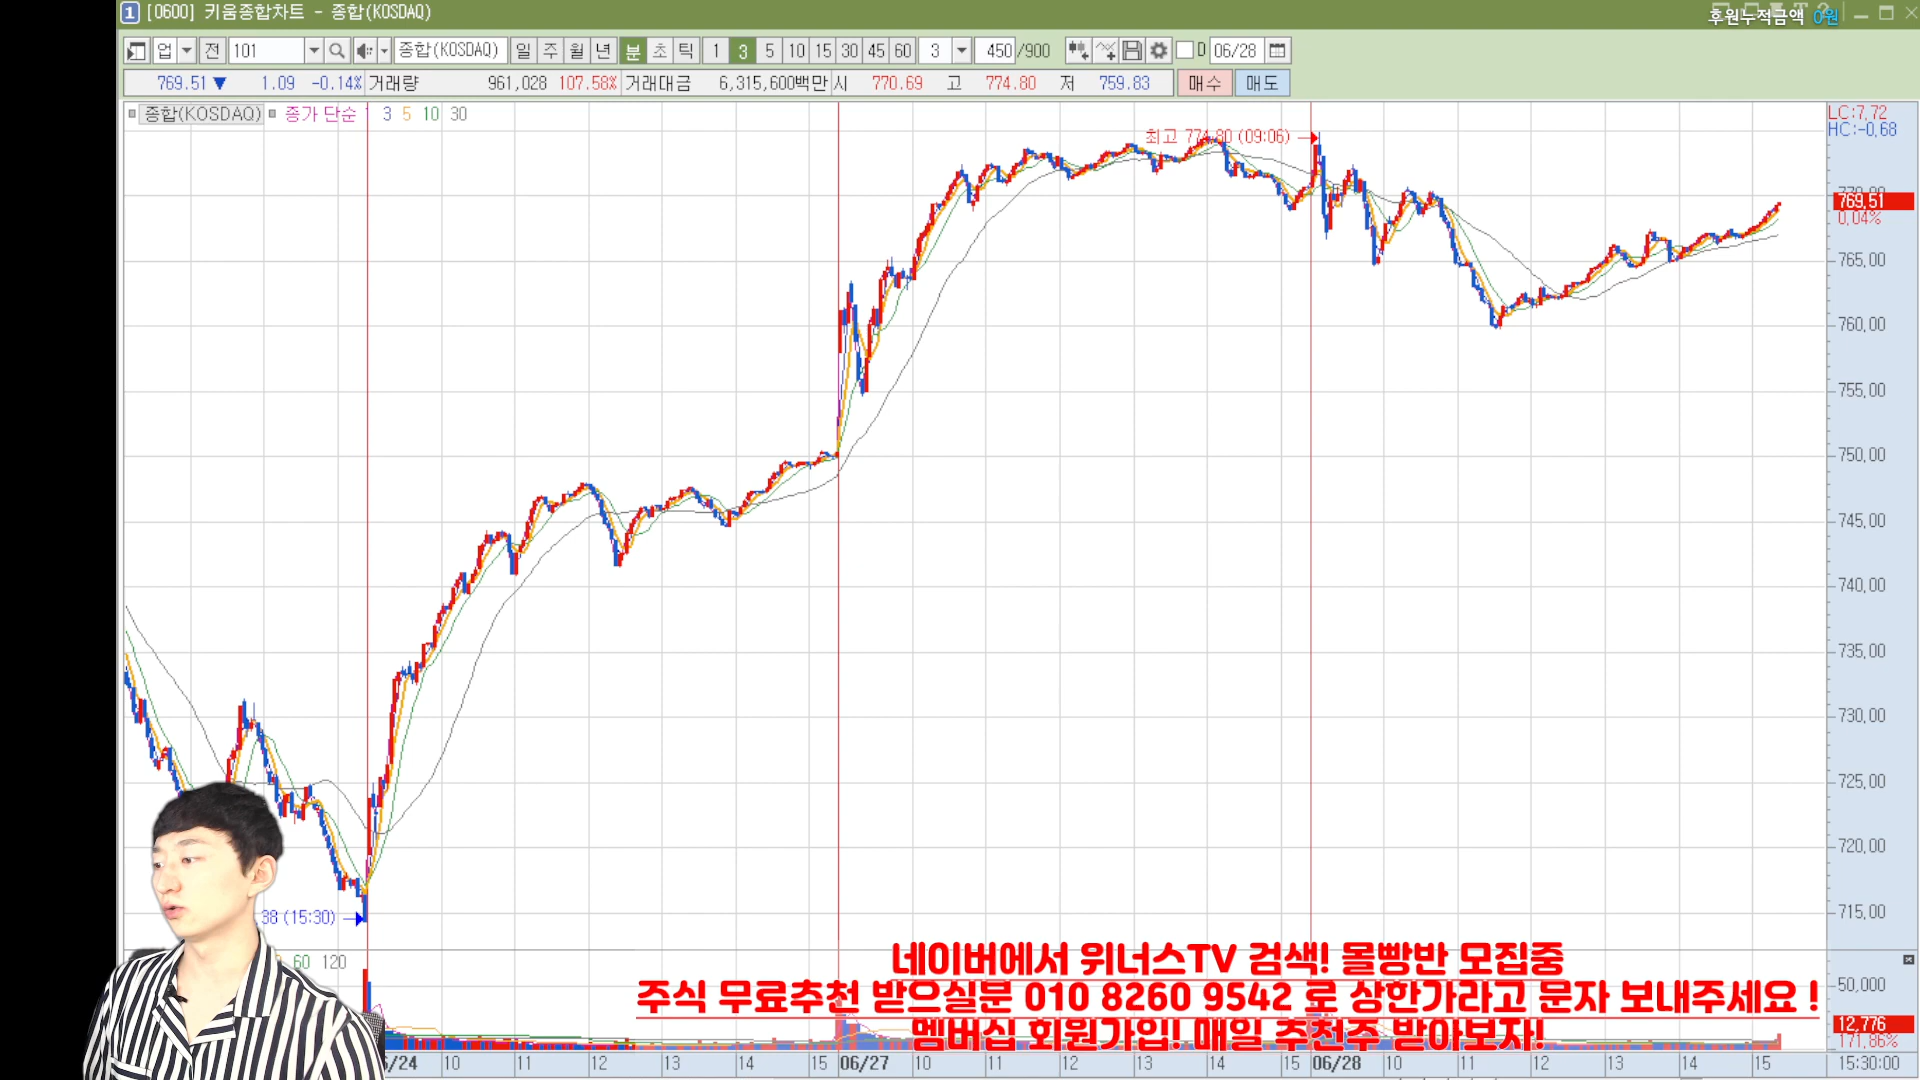 1 [0600] 키움종합차트 - 종합(KOSDAQ)
후원누적금액 0원
업 전 101 종합(KOSDAQ) 일 주 월 년 분 초 틱 1 3 5 10 15 30 45 60 3 450 /900 D 06/28
769.51 ▼ 1.09 -0.14% 거래량 961,028 107.58% 거래대금 6,315,600백만 시 770.69 고 774.80 저 759.83 매수 매도
종합(KOSDAQ) 종가 단순 3 5 10 30
LC:7.72
HC:-0.68
최고 774.80 (09:06)
769.51
0.04%
765.00
760.00
755.00
750.00
745.00
740.00
735.00
730.00
725.00
720.00
715.00
38 (15:30)
60 120
네이버에서 위너스TV 검색! 몰빵반 모집중
주식 무료추천 받으실분 010 8260 9542 로 상한가라고 문자 보내주세요 !
멤버십 회원가입! 매일 추천주 받아보자!
50,000
12,776
171.86%
/24 10 11 12 13 14 15 06/27 10 11 12 13 14 15 06/28 10 11 12 13 14 15 15:30:00